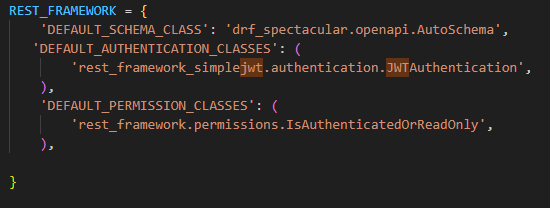 REST_FRAMEWORK = {
    'DEFAULT_SCHEMA_CLASS': 'drf_spectacular.openapi.AutoSchema',
   'DEFAULT_AUTHENTICATION_CLASSES': (
        'rest_framework_simplejwt.authentication.JWTAuthentication',
    ),
    'DEFAULT_PERMISSION_CLASSES': (
        'rest_framework.permissions.IsAuthenticatedOrReadOnly',
    ),
}